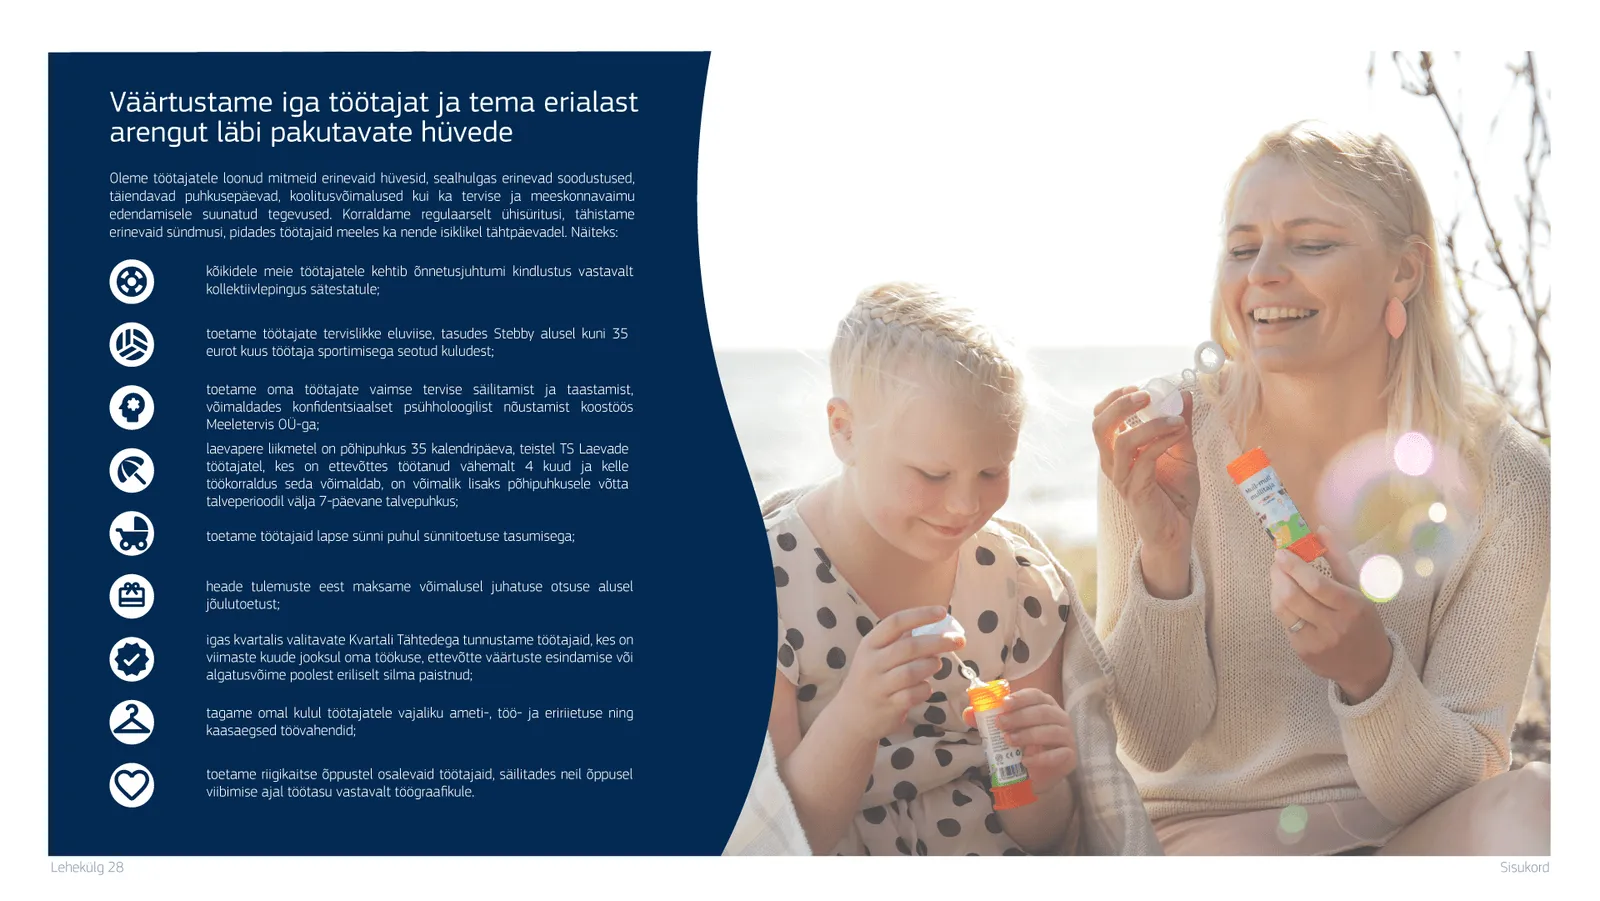 Väärtustame iga töötajat ja tema erialast
arengut läbi pakutavate hüvede
Oleme töötajatele loonud mitmeid erinevaid hüvesid, sealhulgas erinevad soodustused,
täiendavad puhkusepäevad, koolitusvõimalused kui ka tervise ja meeskonnavaimu
edendamisele suunatud tegevused. Korraldame regulaarselt ühisüritusi, tähistame
erinevaid sündmusi, pidades töötajaid meeles ka nende isiklikel tähtpäevadel. Näiteks:
kõikidele meie töötajatele kehtib õnnetusjuhtumi kindlustus vastavalt
kollektiivlepingus sätestatule;
toetame töötajate tervislikke eluviise, tasudes Stebby alusel kuni 35
eurot kuus töötaja sportimisega seotud kuludest;
toetame oma töötajate vaimse tervise säilitamist ja taastamist,
võimaldades konfidentsiaalset psühholoogilist nõustamist koostöös
Meeletervis OÜ-ga;
laevapere liikmetel on põhipuhkus 35 kalendripäeva, teistel TS Laevade
töötajatel, kes on ettevõttes töötanud vähemalt 4 kuud ja kelle
töökorraldus seda võimaldab, on võimalik lisaks põhipuhkusele võtta
talveperioodil välja 7-päevane talvepuhkus;
toetame töötajaid lapse sünni puhul sünnitoetuse tasumisega;
heade tulemuste eest maksame võimalusel juhatuse otsuse alusel
jõulutoetust;
igas kvartalis valitavate Kvartali Tähtedega tunnustame töötajaid, kes on
viimaste kuude jooksul oma töökuse, ettevõtte väärtuste esindamise või
algatusvõime poolest eriliselt silma paistnud;
tagame omal kulul töötajatele vajaliku ameti-, töö- ja eririietuse ning
kaasaegsed töövahendid;
toetame riigikaitse õppustel osalevaid töötajaid, säilitades neil õppusel
viibimise ajal töötasu vastavalt töögraafikule.
Mull-mull
mullitaja
Lehekülg 28
Sisukord